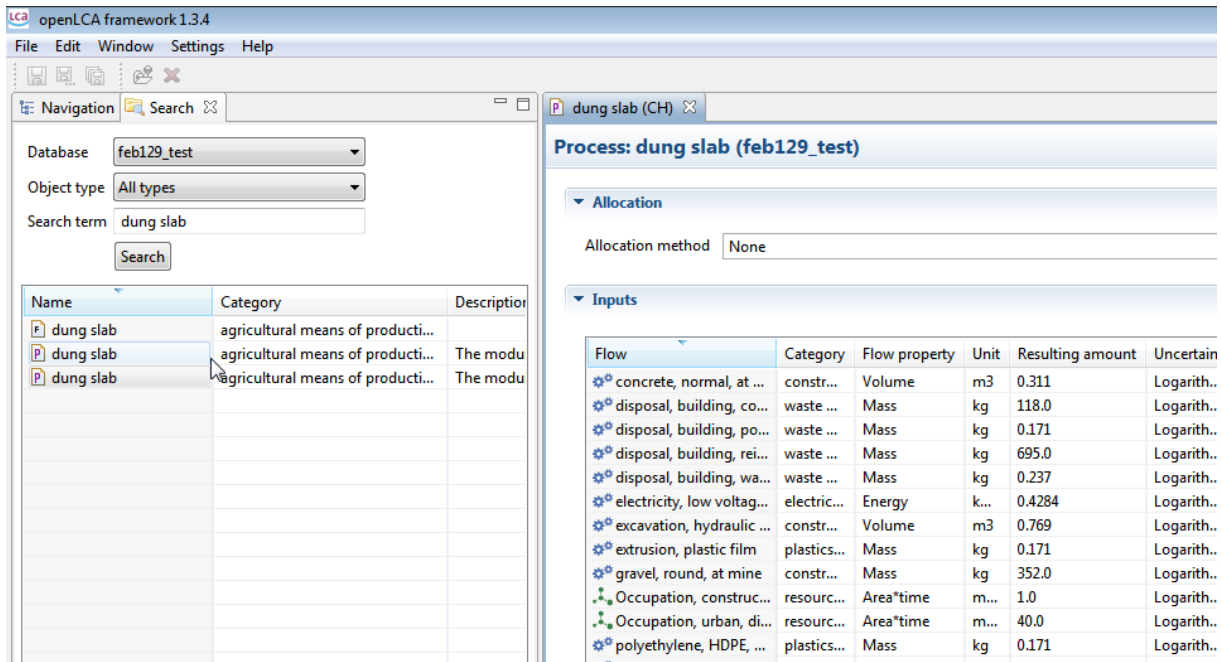 LCa openLCA framework 1.3.4
File Edit Window Settings Help
Navigation Search
Database feb129_test
Object type All types
Search term dung slab
Search
Name Category Description
F dung slab agricultural means of producti...
P dung slab agricultural means of producti... The modu
P dung slab agricultural means of producti... The modu
P dung slab (CH)
Process: dung slab (feb129_test)
Allocation
Allocation method None
Inputs
Flow Category Flow property Unit Resulting amount Uncertain
concrete, normal, at ... constr... Volume m3 0.311 Logarith..
disposal, building, co... waste ... Mass kg 118.0 Logarith..
disposal, building, po... waste ... Mass kg 0.171 Logarith..
disposal, building, rei... waste ... Mass kg 695.0 Logarith..
disposal, building, wa... waste ... Mass kg 0.237 Logarith..
electricity, low voltag... electric... Energy k... 0.4284 Logarith..
excavation, hydraulic ... constr... Volume m3 0.769 Logarith..
extrusion, plastic film plastics... Mass kg 0.171 Logarith..
gravel, round, at mine constr... Mass kg 352.0 Logarith..
Occupation, construc... resourc... Area*time m... 1.0 Logarith..
Occupation, urban, di... resourc... Area*time m... 40.0 Logarith..
polyethylene, HDPE, ... plastics... Mass kg 0.171 Logarith..